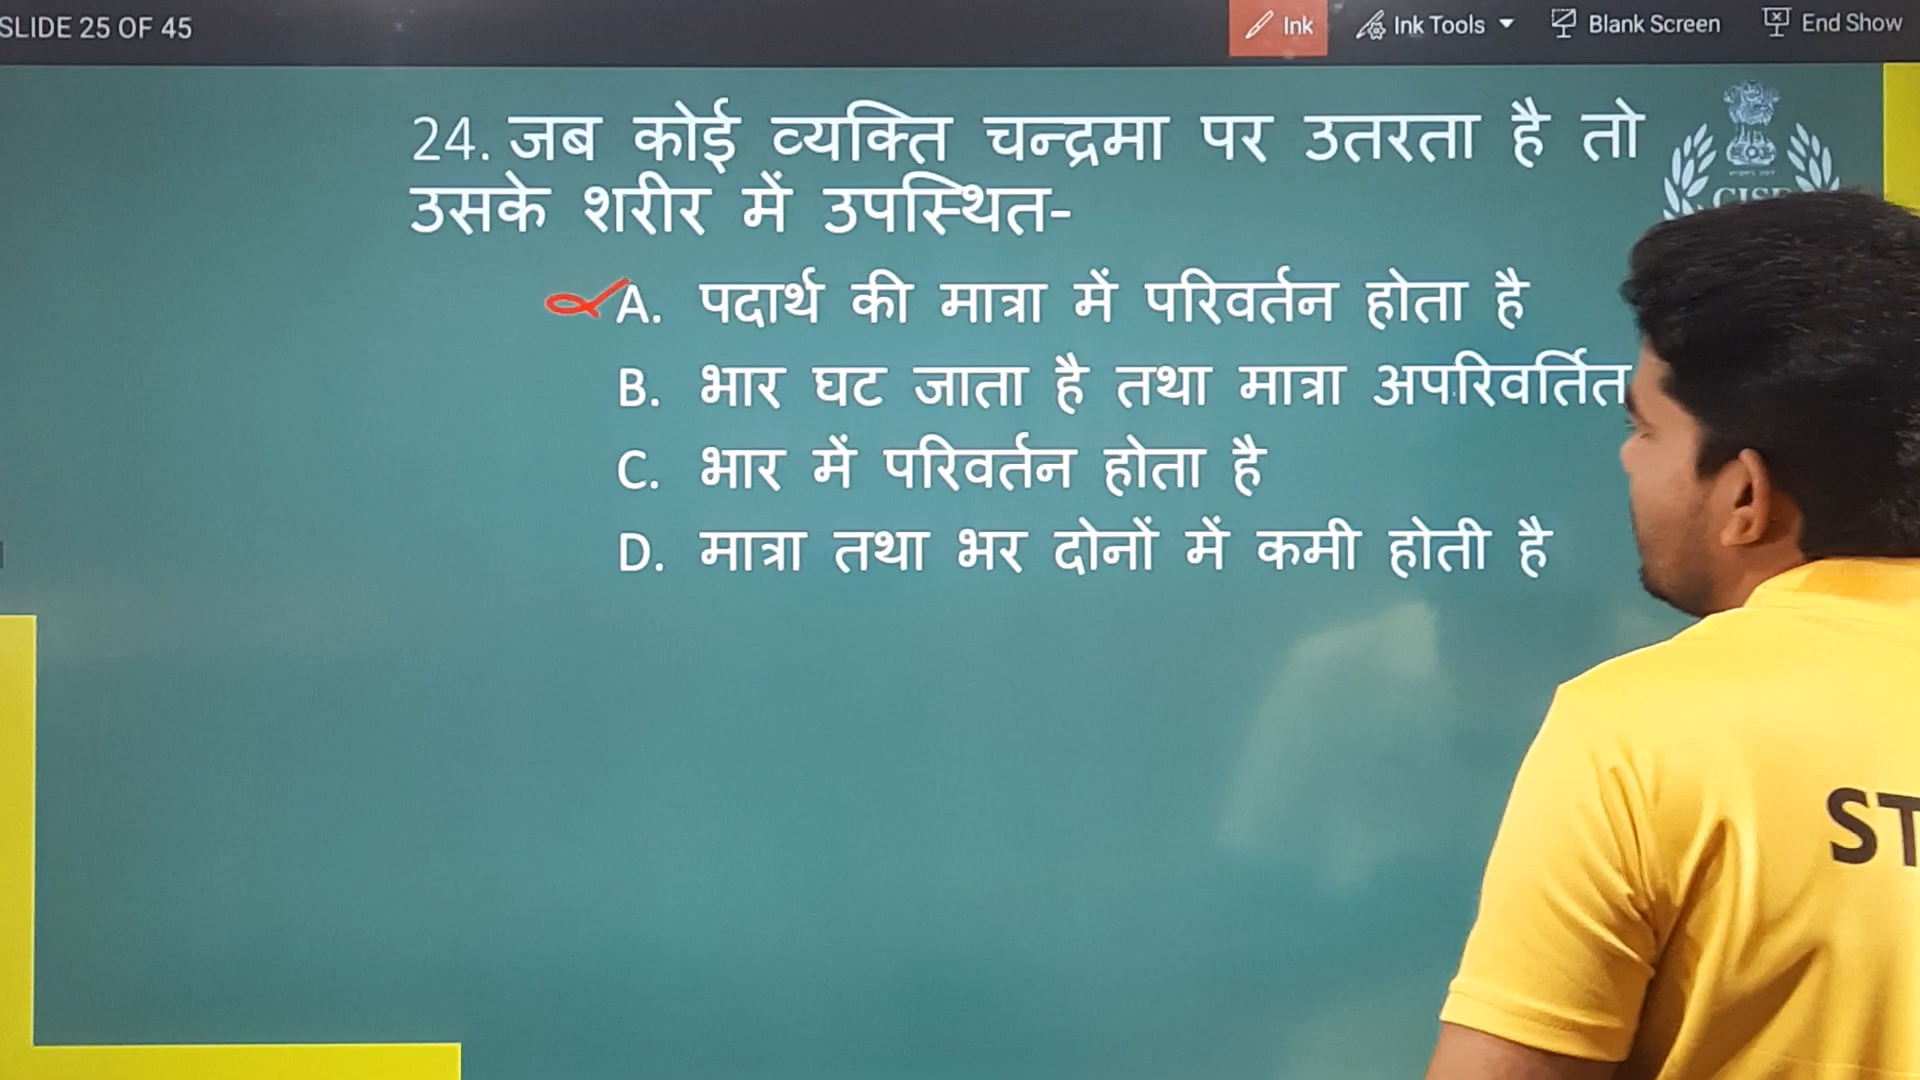 SLIDE 25 OF 45
Ink
Ink Tools
Blank Screen
End Show
24. जब कोई व्यक्ति चन्द्रमा पर उतरता है तो
उसके शरीर में उपस्थित-
A. पदार्थ की मात्रा में परिवर्तन होता है
B. भार घट जाता है तथा मात्रा अपरिवर्तित
C. भार में परिवर्तन होता है
D. मात्रा तथा भर दोनों में कमी होती है
ST